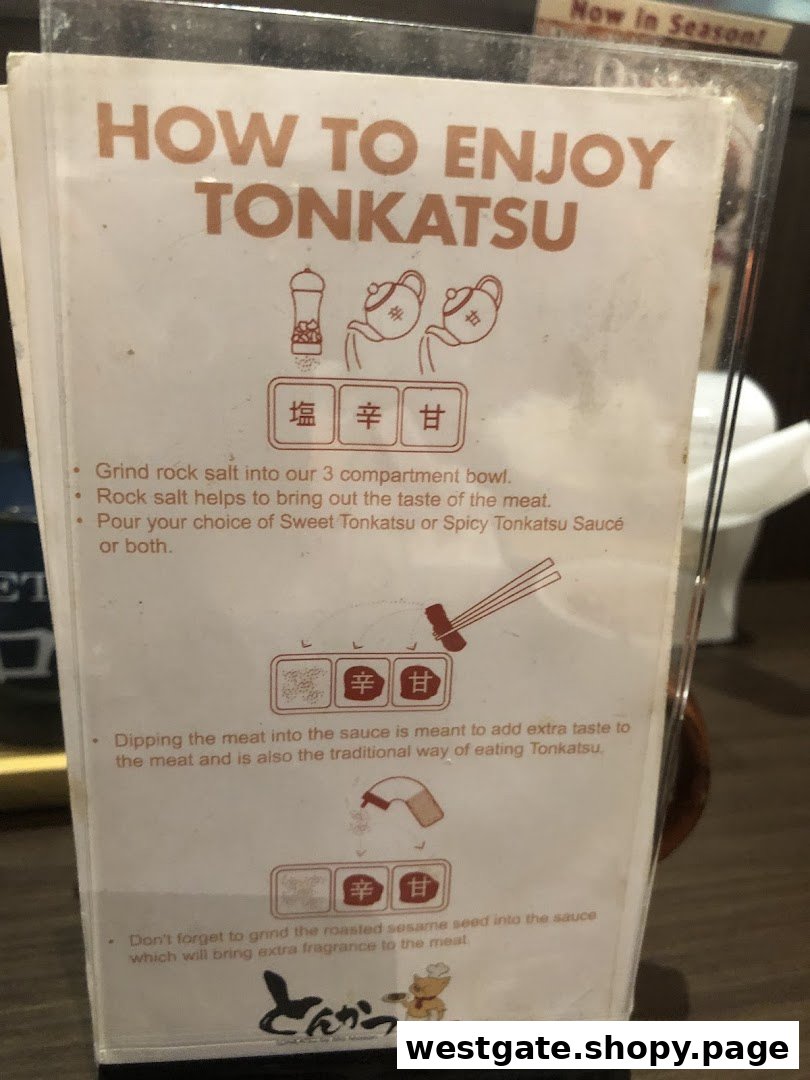 Now in Season!
HOW TO ENJOY
TONKATSU
辛 甘
塩 辛 甘
• Grind rock salt into our 3 compartment bowl.
• Rock salt helps to bring out the taste of the meat.
• Pour your choice of Sweet Tonkatsu or Spicy Tonkatsu Sauce
or both.
辛 甘
• Dipping the meat into the sauce is meant to add extra taste to
the meat and is also the traditional way of eating Tonkatsu.
辛 甘
• Don't forget to grind the roasted sesame seed into the sauce
which will bring extra fragrance to the meat
とんかつ
westgate.shopy.page